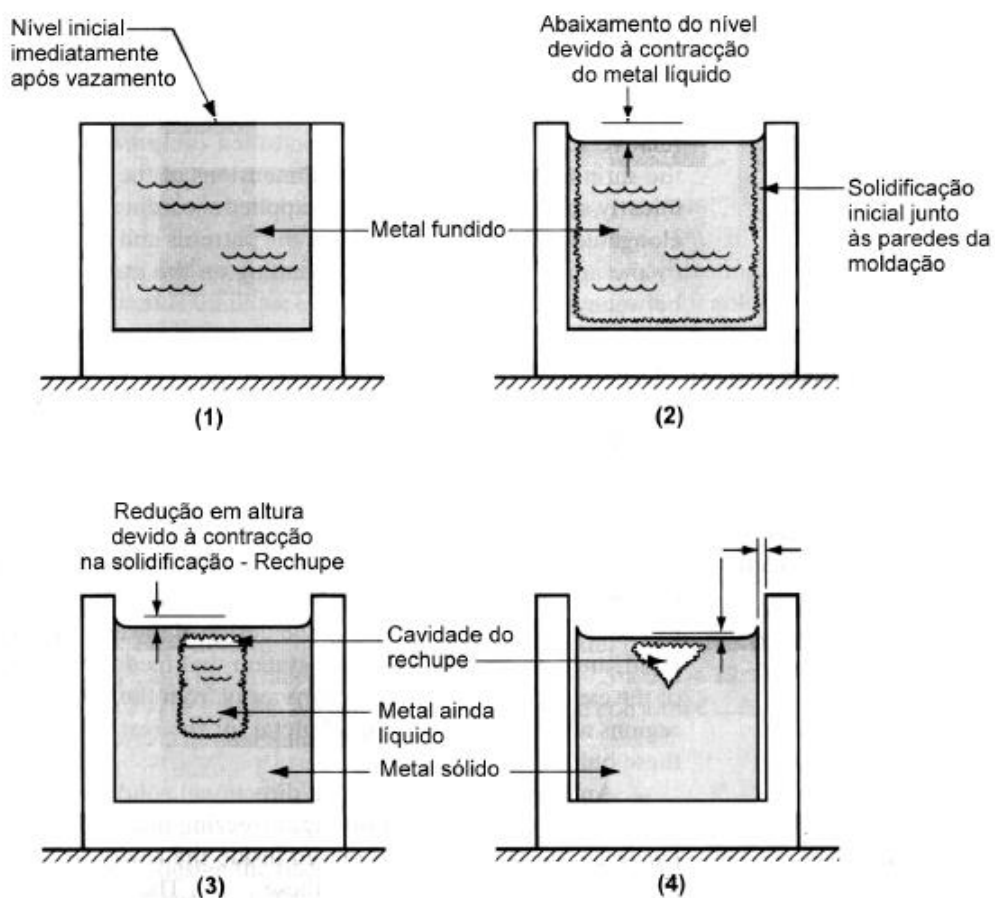 Nível inicial
imediatamente
após vazamento
Abaixamento do nível
devido à contracção
do metal líquido
Metal fundido
Solidificação
inicial junto
às paredes da
moldação
(1)
(2)
Redução em altura
devido à contracção
na solidificação - Rechupe
Cavidade do
rechupe
Metal ainda
líquido
Metal sólido
(3)
(4)